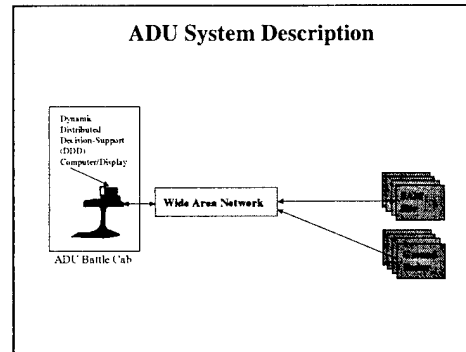 ADU System Description
Dynamic
Distributed
Decision-Support
(DDD)
Computer/Display
Wide Area Network
ADU Battle Cab